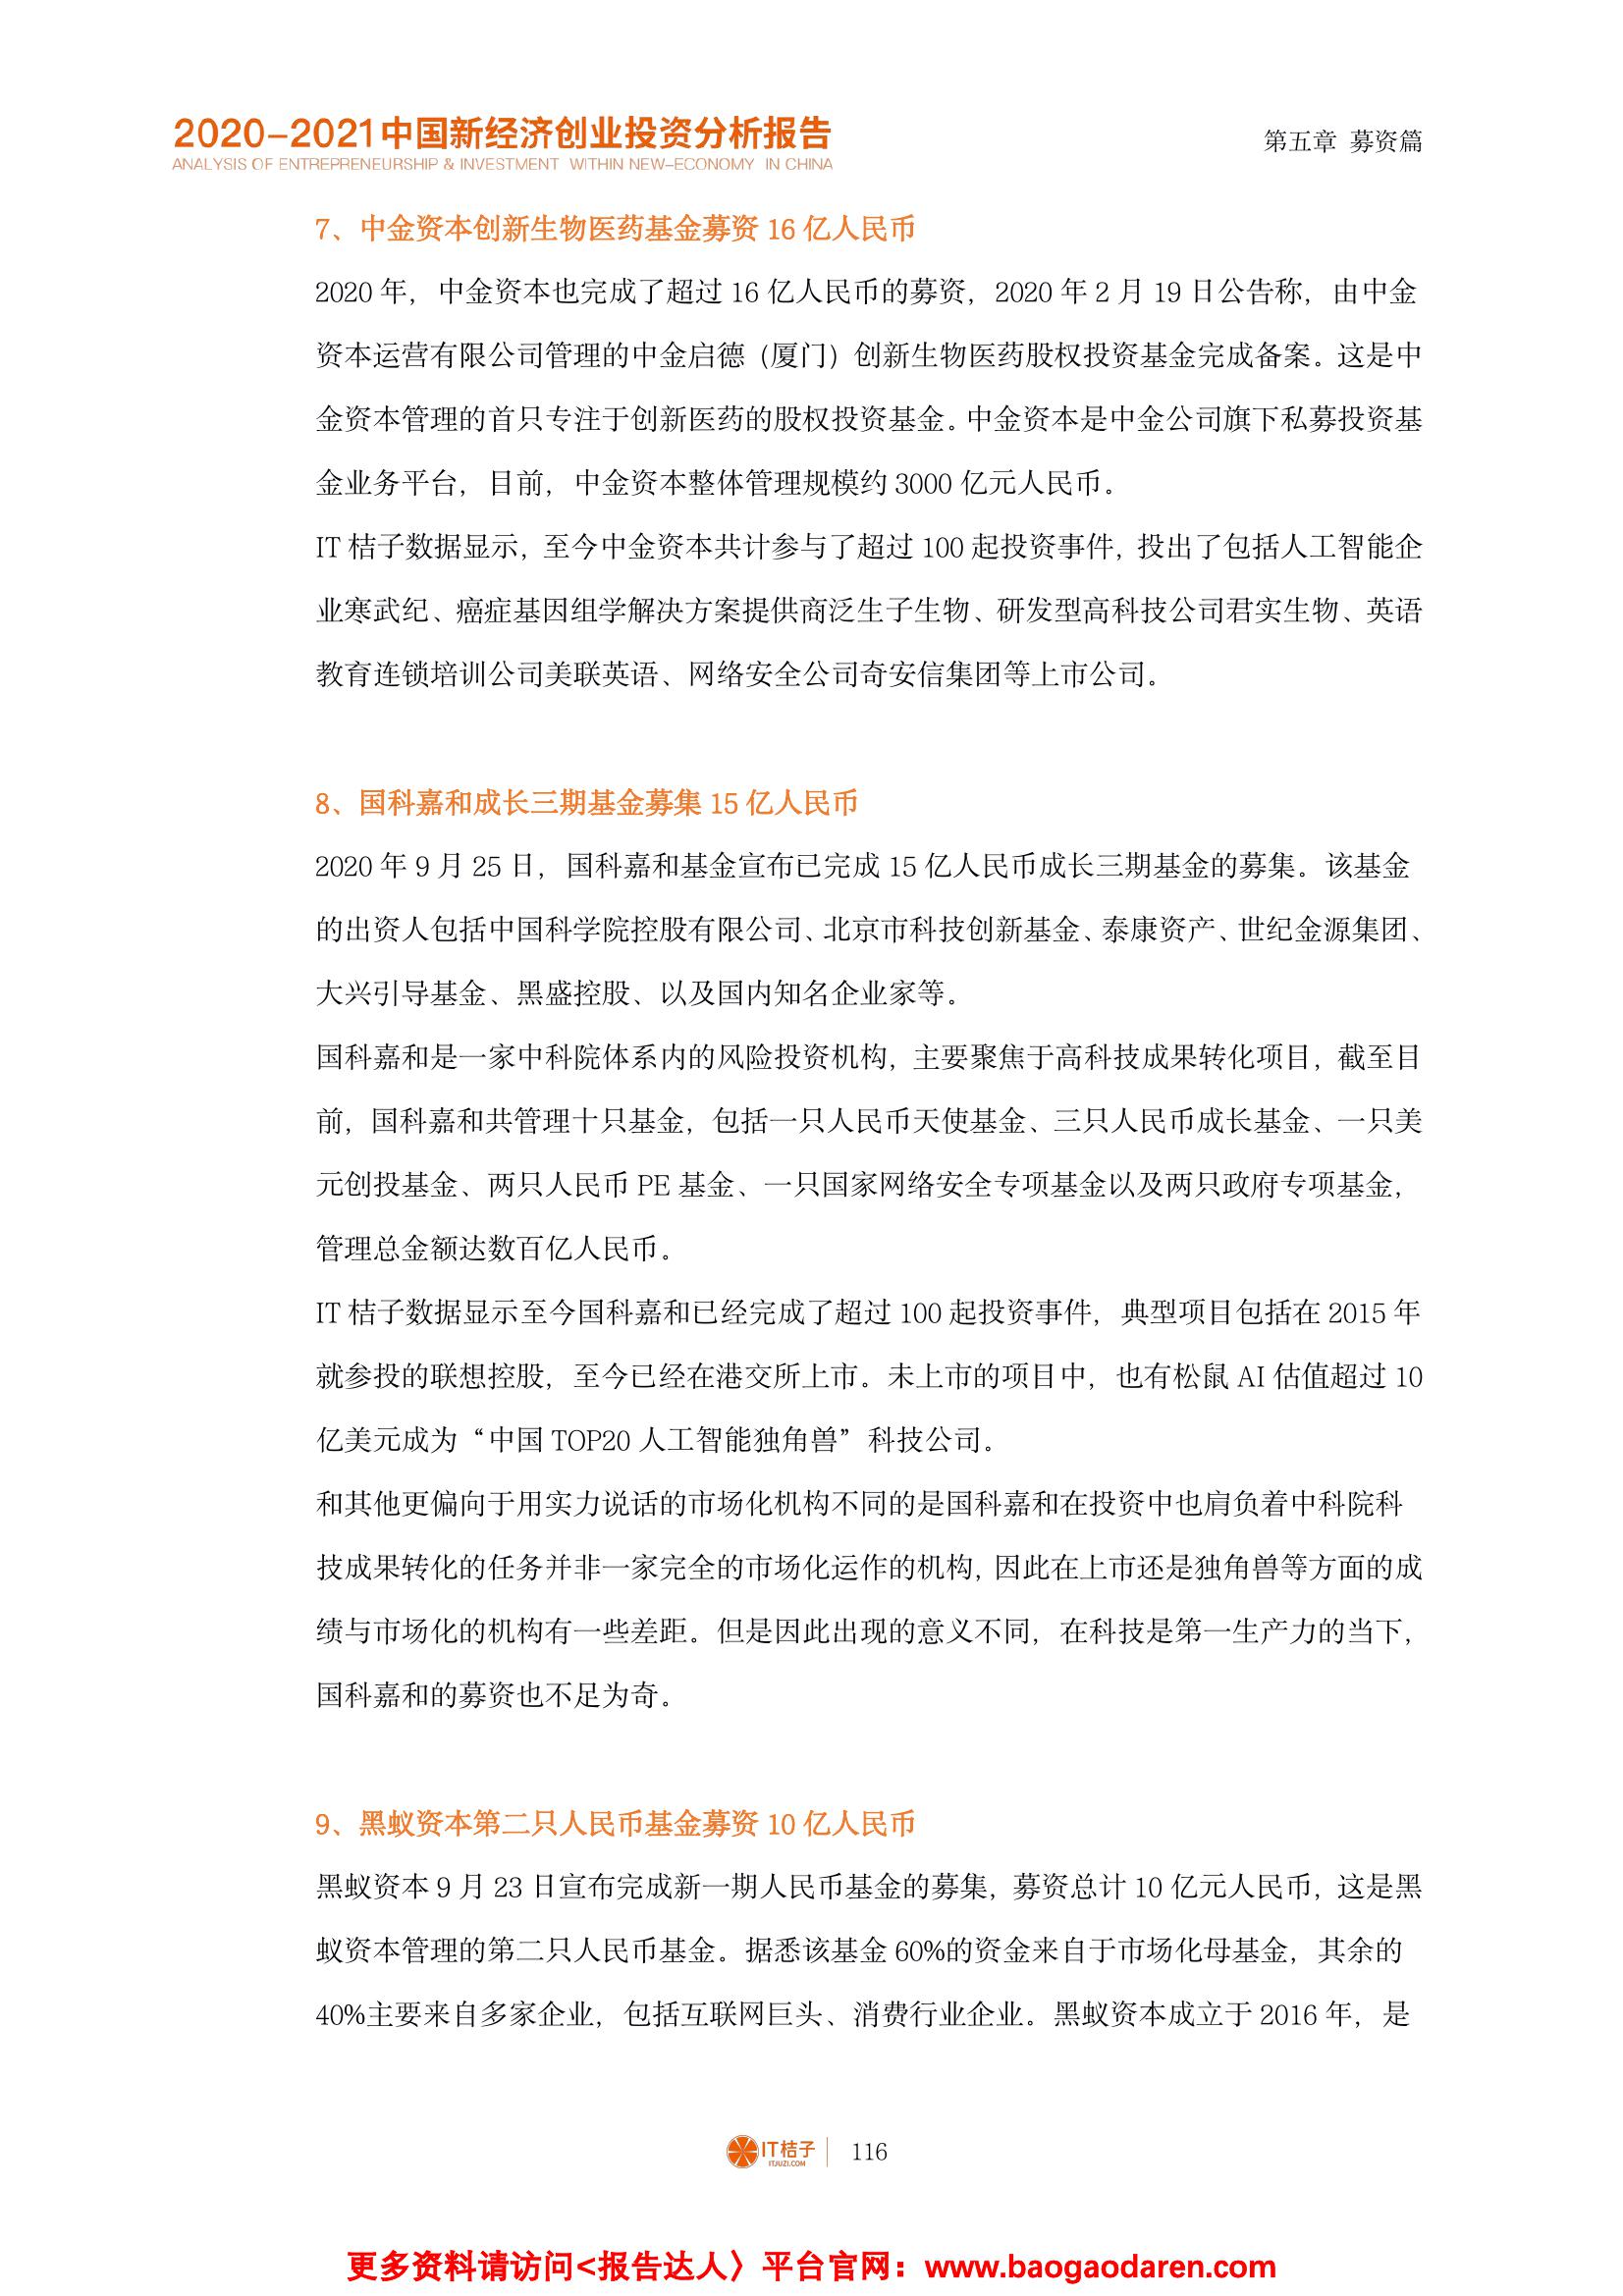 2020-2021中国新经济创业投资分析报告
ANALYSIS OF ENTREPRENEURSHIP & INVESTMENT WITHIN NEW-ECONOMY IN CHINA
第五章 募资篇
7、中金资本创新生物医药基金募资 16 亿人民币
2020 年，中金资本也完成了超过 16 亿人民币的募资，2020 年 2 月 19 日公告称，由中金
资本运营有限公司管理的中金启德（厦门）创新生物医药股权投资基金完成备案。这是中
金资本管理的首只专注于创新医药的股权投资基金。中金资本是中金公司旗下私募投资基
金业务平台，目前，中金资本整体管理规模约 3000 亿元人民币。
IT 桔子数据显示，至今中金资本共计参与了超过 100 起投资事件，投出了包括人工智能企
业寒武纪、癌症基因组学解决方案提供商泛生子生物、研发型高科技公司君实生物、英语
教育连锁培训公司美联英语、网络安全公司奇安信集团等上市公司。
8、国科嘉和成长三期基金募集 15 亿人民币
2020 年 9 月 25 日，国科嘉和基金宣布已完成 15 亿人民币成长三期基金的募集。该基金
的出资人包括中国科学院控股有限公司、北京市科技创新基金、泰康资产、世纪金源集团、
大兴引导基金、黑盛控股、以及国内知名企业家等。
国科嘉和是一家中科院体系内的风险投资机构，主要聚焦于高科技成果转化项目，截至目
前，国科嘉和共管理十只基金，包括一只人民币天使基金、三只人民币成长基金、一只美
元创投基金、两只人民币 PE 基金、一只国家网络安全专项基金以及两只政府专项基金，
管理总金额达数百亿人民币。
IT 桔子数据显示至今国科嘉和已经完成了超过 100 起投资事件，典型项目包括在 2015 年
就参投的联想控股，至今已经在港交所上市。未上市的项目中，也有松鼠 AI 估值超过 10
亿美元成为“中国 TOP20 人工智能独角兽”科技公司。
和其他更偏向于用实力说话的市场化机构不同的是国科嘉和在投资中也肩负着中科院科
技成果转化的任务并非一家完全的市场化运作的机构，因此在上市还是独角兽等方面的成
绩与市场化的机构有一些差距。但是因此出现的意义不同，在科技是第一生产力的当下，
国科嘉和的募资也不足为奇。
9、黑蚁资本第二只人民币基金募资 10 亿人民币
黑蚁资本 9 月 23 日宣布完成新一期人民币基金的募集，募资总计 10 亿元人民币，这是黑
蚁资本管理的第二只人民币基金。据悉该基金 60%的资金来自于市场化母基金，其余的
40%主要来自多家企业，包括互联网巨头、消费行业企业。黑蚁资本成立于 2016 年，是
IT桔子
ITJUZI.COM
116
更多资料请访问<报告达人〉平台官网：www.baogaodaren.com